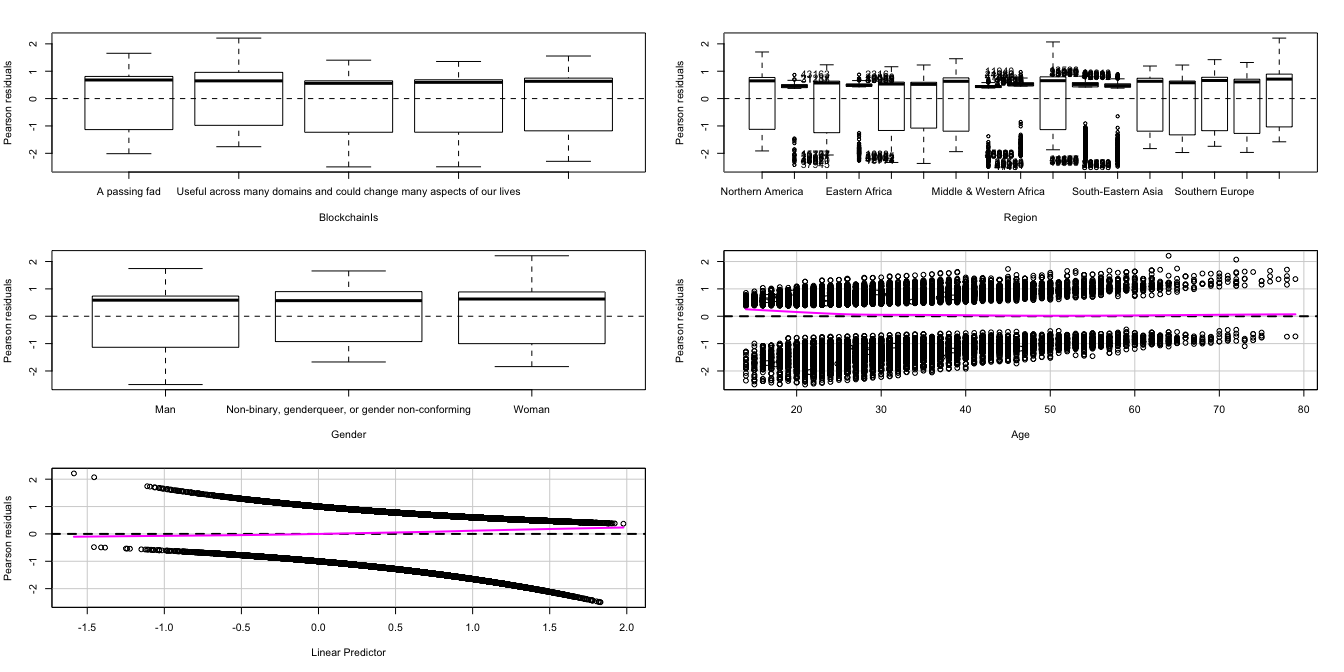 Pearson residuals
2
1
0
-1
-2
A passing fad Useful across many domains and could change many aspects of our lives
BlockchainIs
Pearson residuals
2
1
0
-1
-2
Northern America Eastern Africa Middle & Western Africa South-Eastern Asia Southern Europe
Region
Pearson residuals
2
1
0
-1
-2
Man Non-binary, genderqueer, or gender non-conforming Woman
Gender
Pearson residuals
2
1
0
-1
-2
20 30 40 50 60 70 80
Age
Pearson residuals
2
1
0
-1
-2
-1.5 -1.0 -0.5 0.0 0.5 1.0 1.5 2.0
Linear Predictor